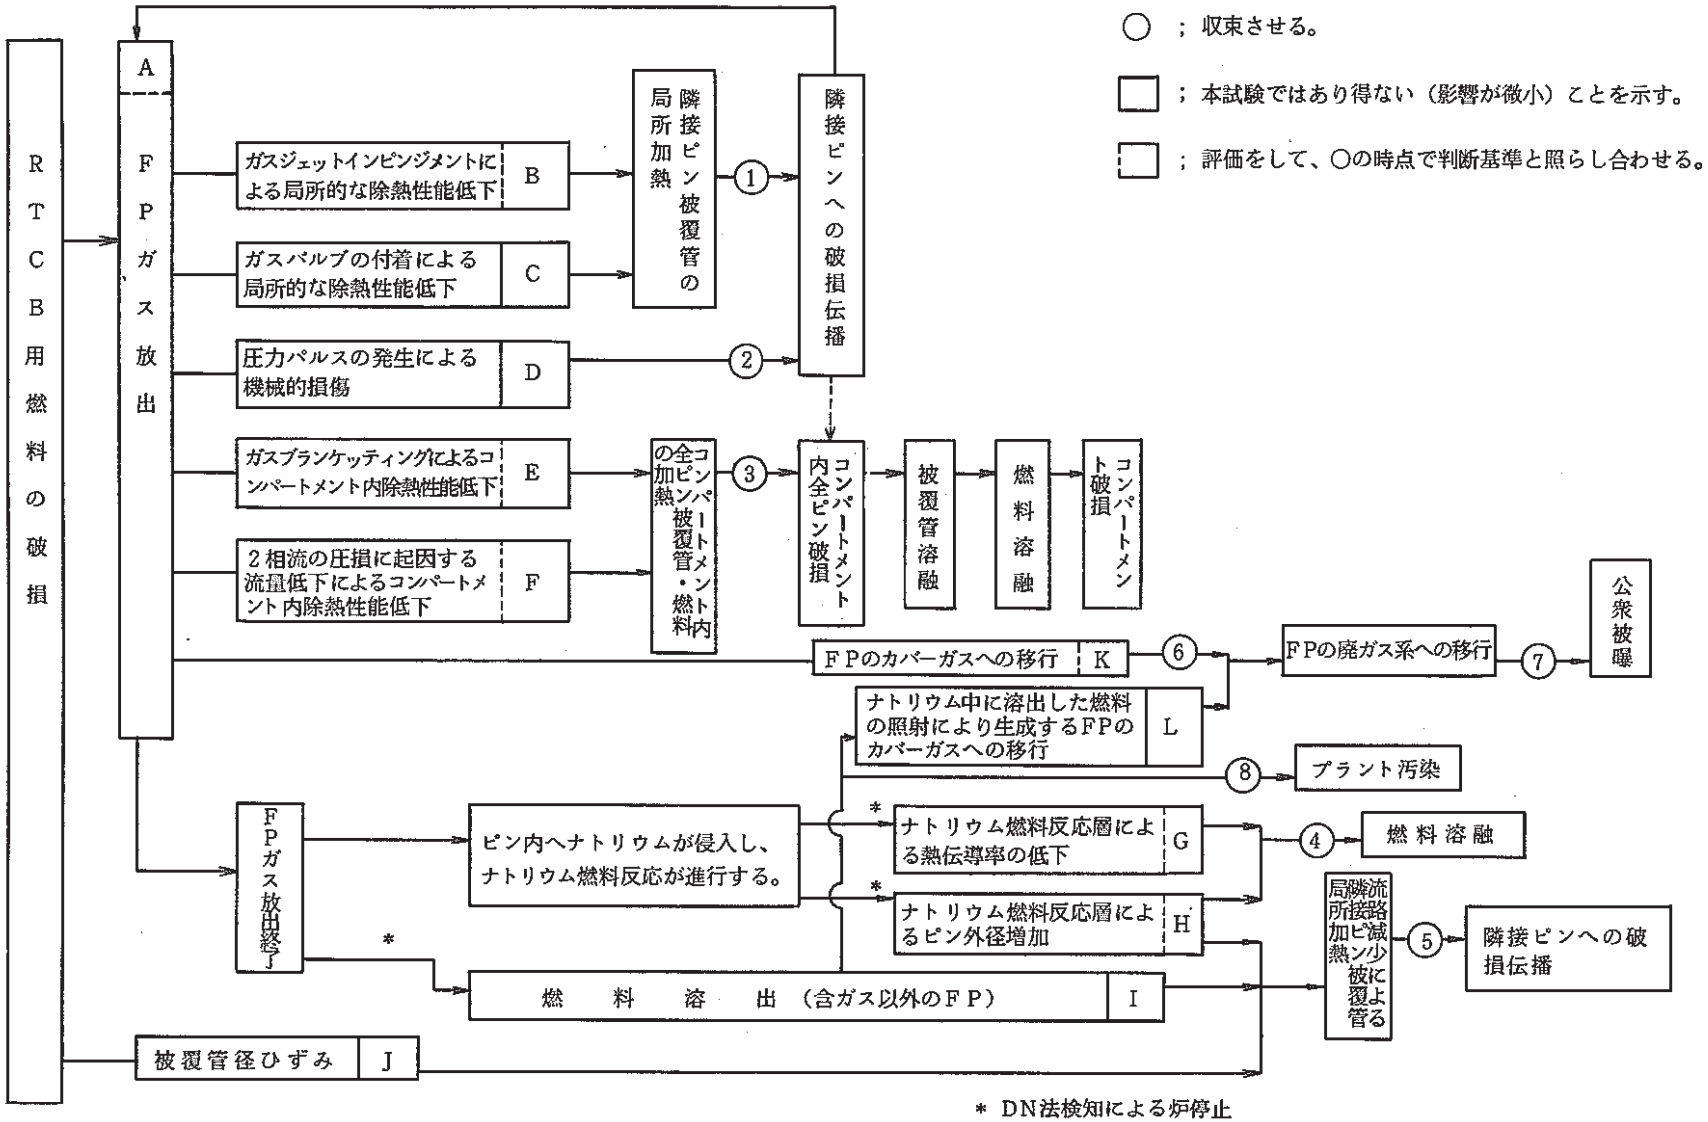 ○ ; 収束させる。
; 本試験ではあり得ない（影響が微小）ことを示す。
; 評価をして、○の時点で判断基準と照らし合わせる。
RTCB用燃料の破損
A
FPガス放出
ガスジェットインピンジメントに
よる局所的な除熱性能低下
B
ガスバルブの付着による
局所的な除熱性能低下
C
圧力パルスの発生による
機械的損傷
D
ガスブランケッティングによるコ
ンパートメント内除熱性能低下
E
2相流の圧損に起因する
流量低下によるコンパートメ
ント内除熱性能低下
F
隣接ピン被覆管の
局所加熱
①
隣接ピンへの破損伝播
②
コンパートメント内
全ピン被覆管・燃料
の加熱
③
コンパートメント
内全ピン破損
被覆管溶融
燃料溶融
コンパートメン
ト破損
FPのカバーガスへの移行
K
⑥
FPの廃ガス系への移行
⑦
公衆被曝
ナトリウム中に溶出した燃料
の照射により生成するFPの
カバーガスへの移行
L
⑧
プラント汚染
FPガス放出終了
ピン内へナトリウムが侵入し、
ナトリウム燃料反応が進行する。
*
ナトリウム燃料反応層によ
る熱伝導率の低下
G
④
燃料溶融
*
ナトリウム燃料反応層によ
るピン外径増加
H
*
燃料溶出（含ガス以外のFP）
I
流路減少による
隣接ピン被覆管
局所加熱
⑤
隣接ピンへの破
損伝播
被覆管径ひずみ
J
* DN法検知による炉停止